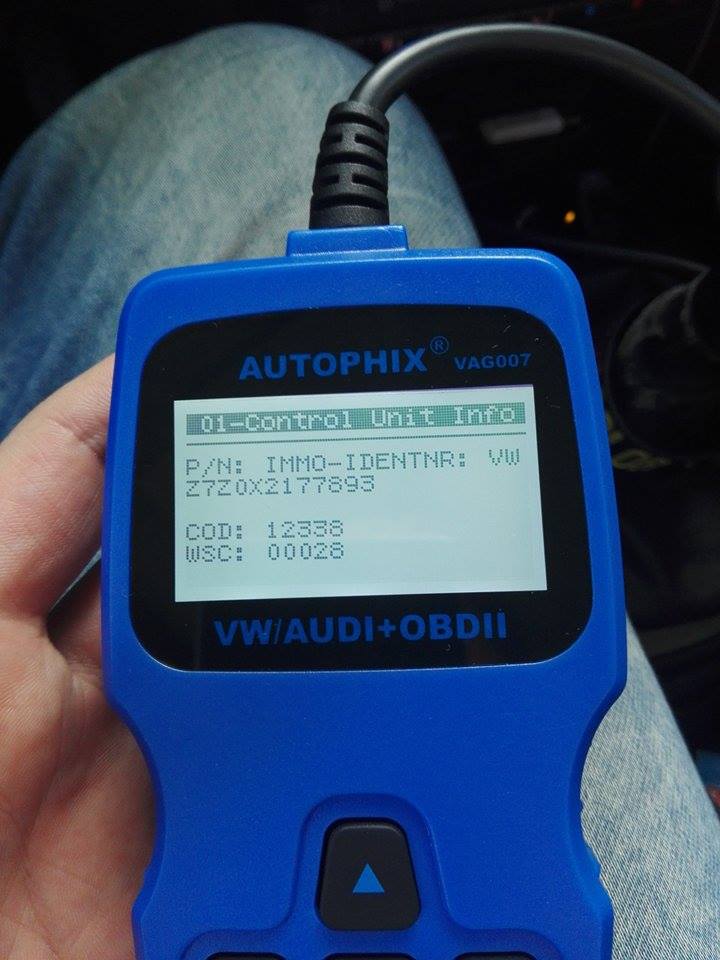 AUTOPHIX® VAG007
01-Control Unit Info
P/N: IMMO-IDENTNR: VW
Z7Z0X2177893
COD: 12338
WSC: 00028
VW/AUDI+OBDII